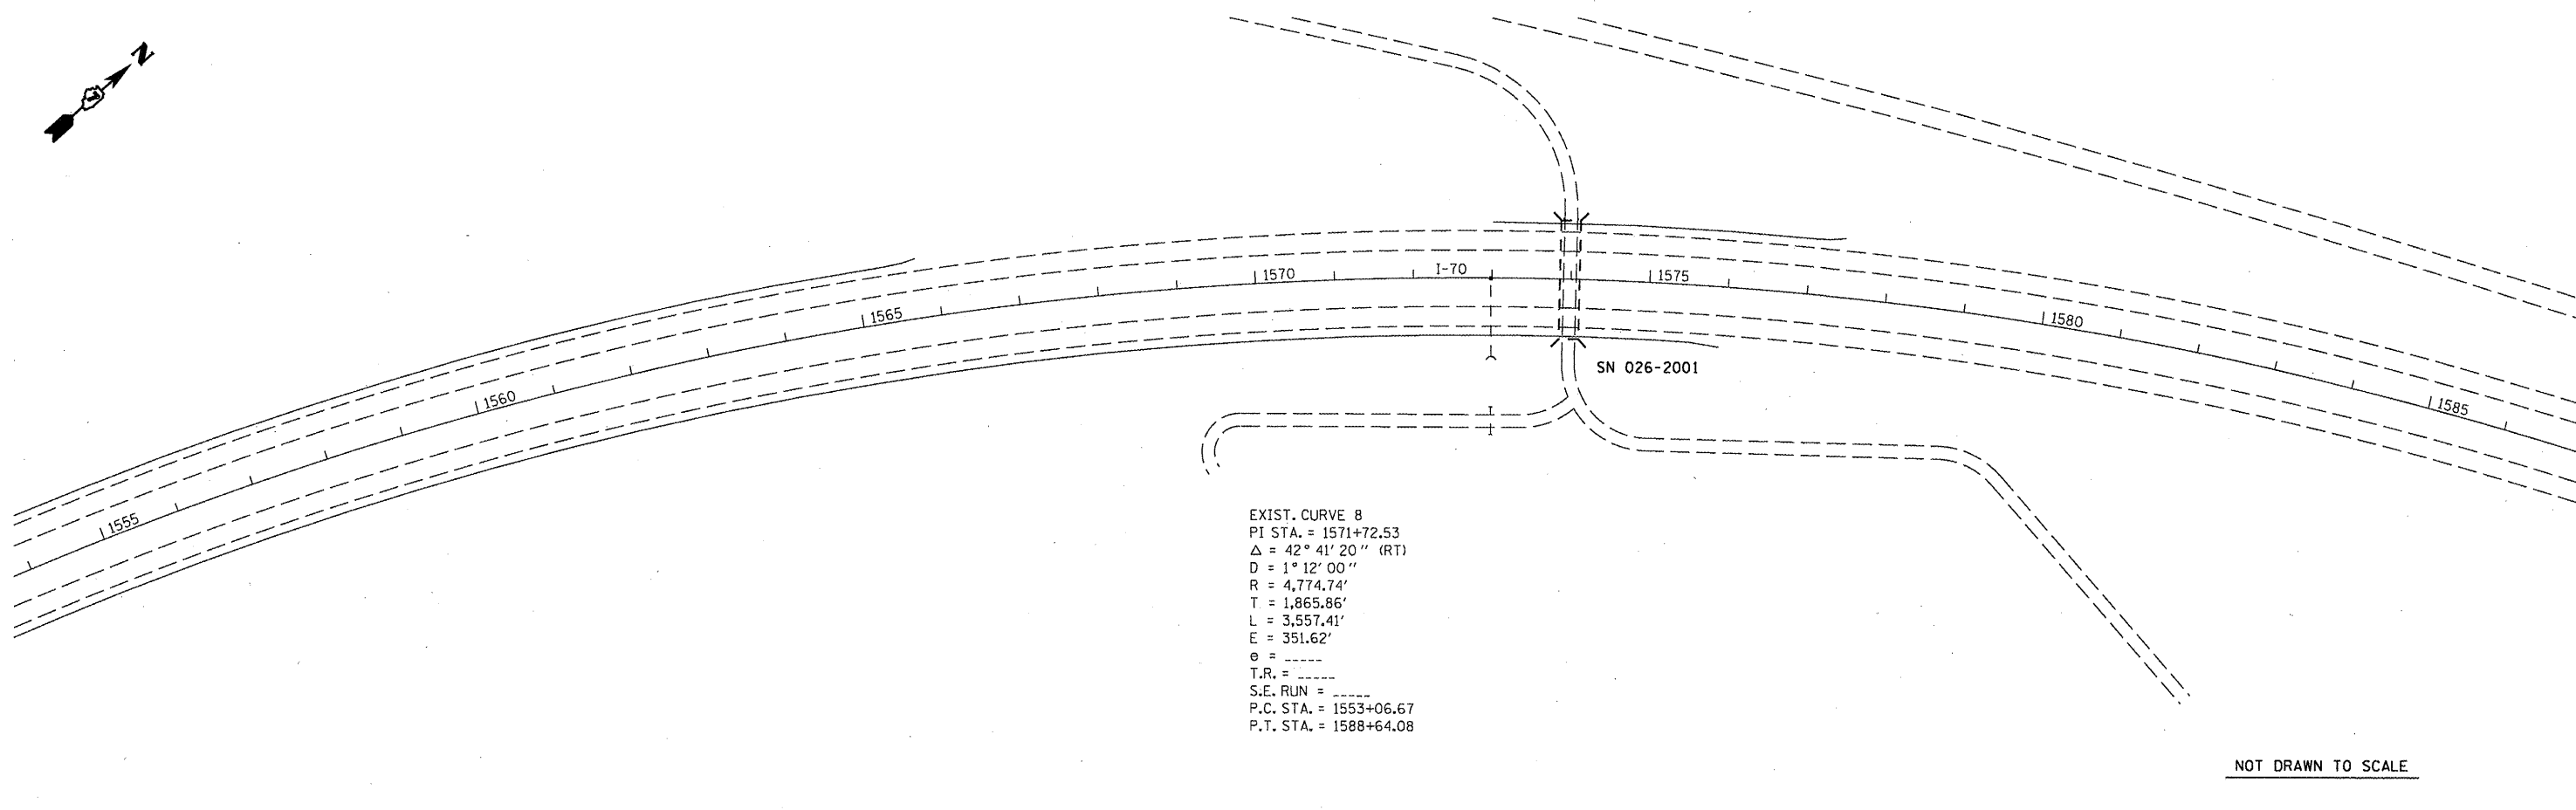 N
1570
I-70
1575
1565
1580
SN 026-2001
1560
1585
1555
EXIST. CURVE 8
PI STA. = 1571+72.53
Δ = 42° 41' 20" (RT)
D = 1° 12' 00"
R = 4,774.74'
T = 1,865.86'
L = 3,557.41'
E = 351.62'
e = _____
T.R. = _____
S.E. RUN = _____
P.C. STA. = 1553+06.67
P.T. STA. = 1588+64.08
NOT DRAWN TO SCALE